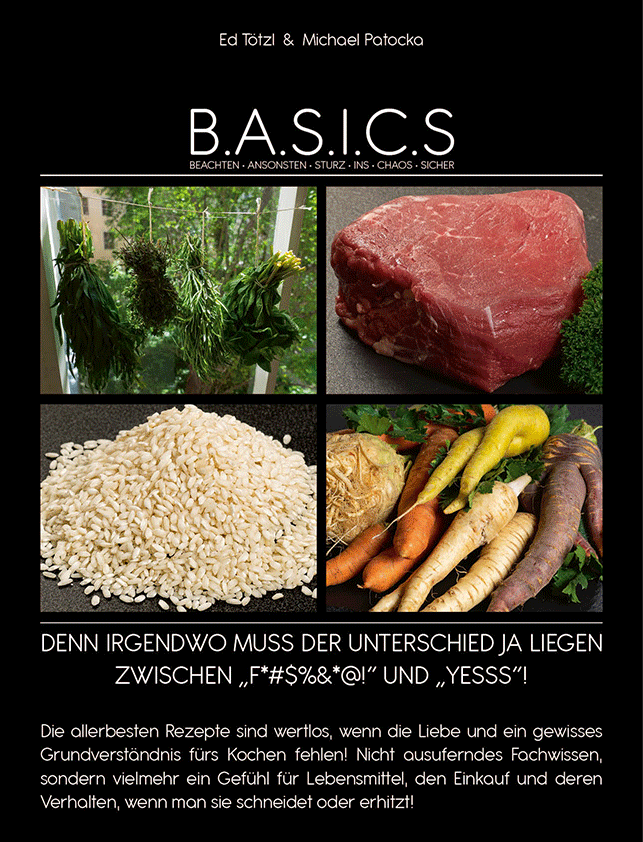 Ed Tötzl & Michael Patocka
B.A.S.I.C.S
BEACHTEN • ANSONSTEN • STURZ • INS • CHAOS • SICHER
DENN IRGENDWO MUSS DER UNTERSCHIED JA LIEGEN
ZWISCHEN „F*#$%&*@!“ UND „YESSS“!
Die allerbesten Rezepte sind wertlos, wenn die Liebe und ein gewisses
Grundverständnis fürs Kochen fehlen! Nicht ausuferndes Fachwissen,
sondern vielmehr ein Gefühl für Lebensmittel, den Einkauf und deren
Verhalten, wenn man sie schneidet oder erhitzt!